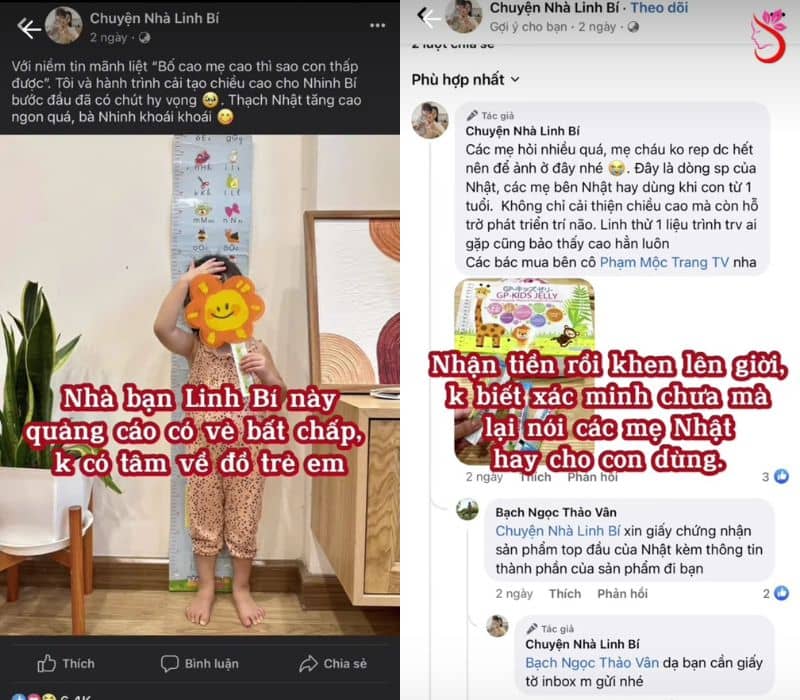 Chuyện Nhà Linh Bí
2 ngày
Với niềm tin mãnh liệt “Bố cao mẹ cao thì sao con thấp
được”. Tôi và hành trình cải tạo chiều cao cho Nhinh Bí
bước đầu đã có chút hy vọng 🥹. Thạch Nhật tăng cao
ngon quá, bà Nhinh khoái khoái 😋
Nhà bạn Linh Bí này
quảng cáo có vẻ bất chấp,
k có tâm về đồ trẻ em
Thích Bình luận Chia sẻ
Chuyện Nhà Linh Bí · Theo dõi
Gợi ý cho bạn · 2 ngày
2 lượt chia sẻ
Phù hợp nhất
Tác giả
Chuyện Nhà Linh Bí
Các mẹ hỏi nhiều quá, mẹ cháu ko rep dc hết
nên để ảnh ở đây nhé 😭. Đây là dòng sp của
Nhật, các mẹ bên Nhật hay dùng khi con từ 1
tuổi. Không chỉ cải thiện chiều cao mà còn hỗ
trở phát triển trí não. Linh thử 1 liệu trình trv ai
gặp cũng bảo thấy cao hẳn luôn
Các bác mua bên cô Phạm Mộc Trang TV nha
GP-KIDS JELLY
Nhận tiền rồi khen lên giời,
k biết xác minh chưa mà
lại nói các mẹ Nhật
hay cho con dùng.
2 ngày Thích Phản hồi 3
Bạch Ngọc Thảo Vân
Chuyện Nhà Linh Bí xin giấy chứng nhận
sản phẩm top đầu của Nhật kèm thông tin
thành phần của sản phẩm đi bạn
2 ngày Thích Phản hồi 2
Tác giả
Chuyện Nhà Linh Bí
Bạch Ngọc Thảo Vân dạ bạn cần giấy
tờ inbox m gửi nhé